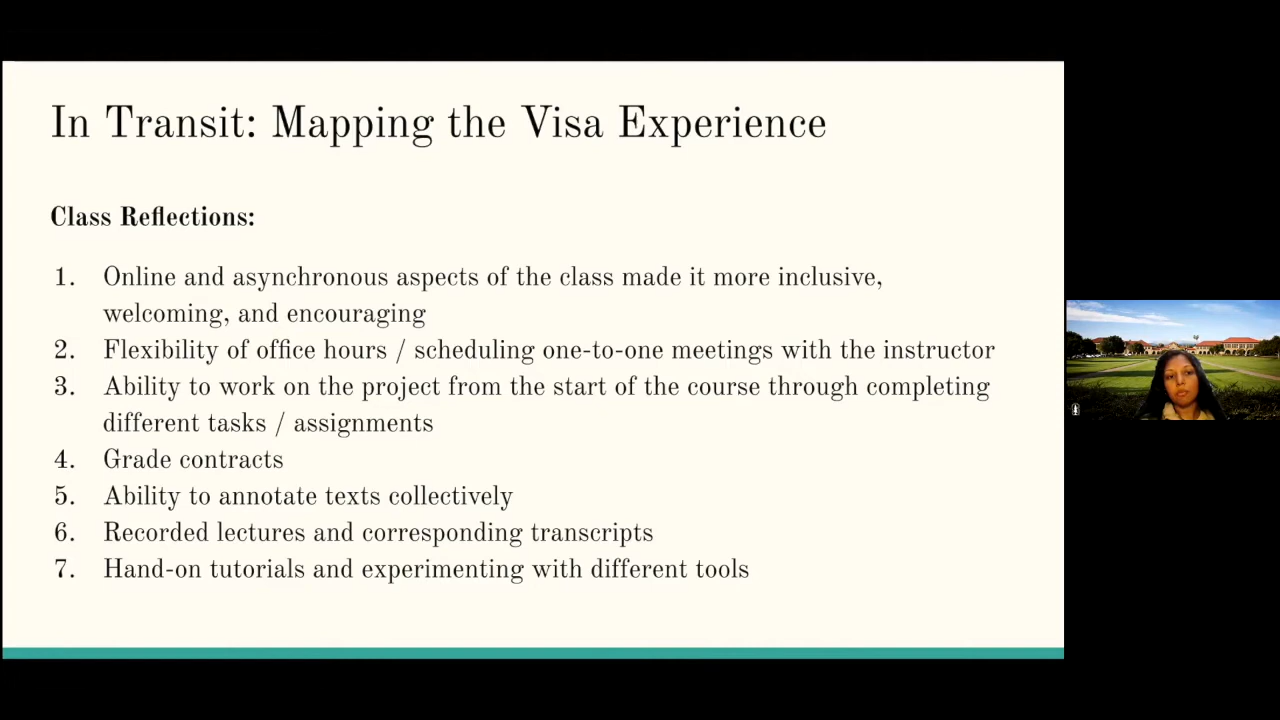 In Transit: Mapping the Visa Experience
Class Reflections:
1. Online and asynchronous aspects of the class made it more inclusive,
welcoming, and encouraging
2. Flexibility of office hours / scheduling one-to-one meetings with the instructor
3. Ability to work on the project from the start of the course through completing
different tasks / assignments
4. Grade contracts
5. Ability to annotate texts collectively
6. Recorded lectures and corresponding transcripts
7. Hand-on tutorials and experimenting with different tools